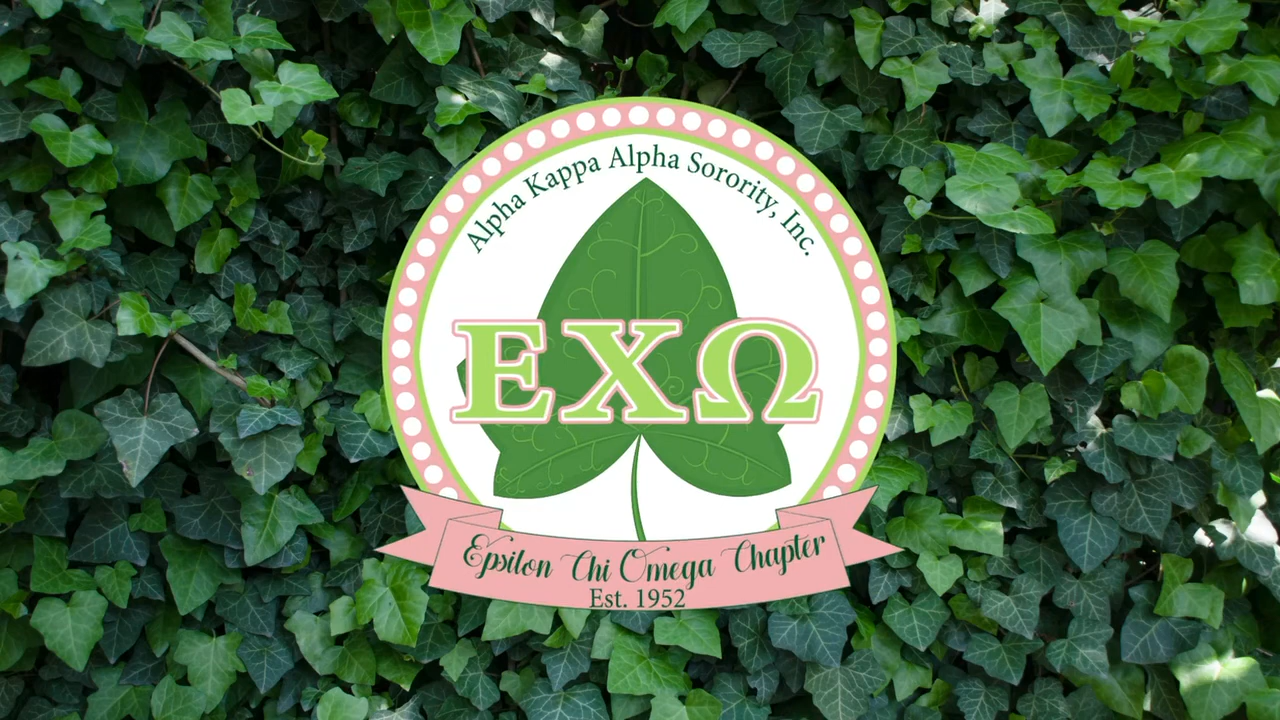 Alpha Kappa Alpha Sorority, Inc.
ΕΧΩ
Epsilon Chi Omega Chapter
Est. 1952